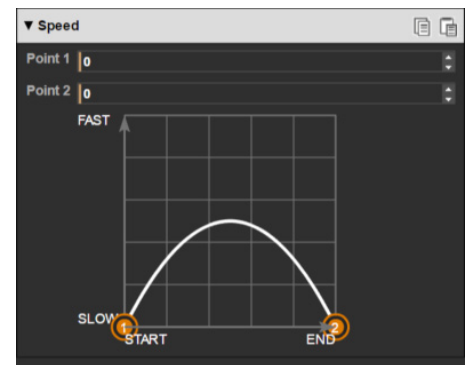 Speed
Point 1 0
Point 2 0
FAST
SLOW
1 2
START END